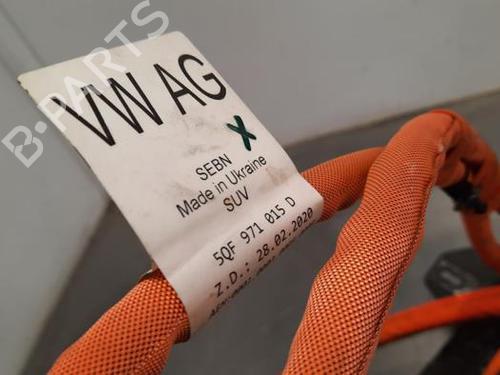 VW AG
SEBN
Made in Ukraine
SUV
5QF 971 015 D
Z.D.: 28.02.2020
B-PARTS